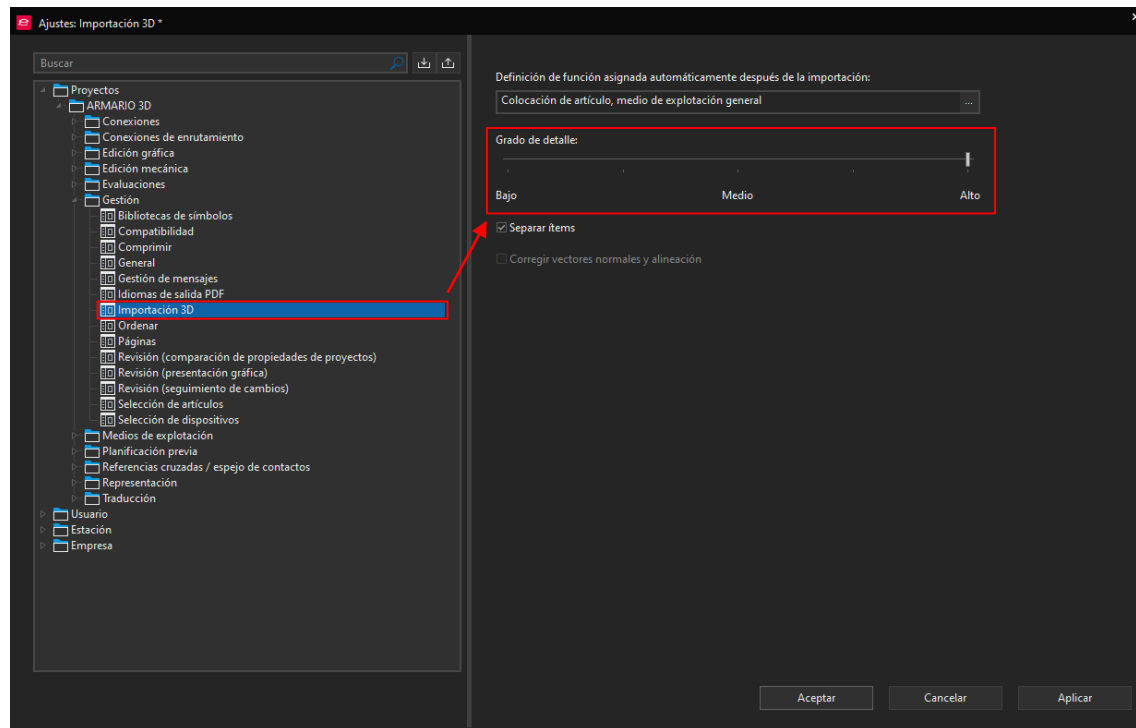 Ajustes: Importación 3D *
Buscar
Proyectos
ARMARIO 3D
Conexiones
Conexiones de enrutamiento
Edición gráfica
Edición mecánica
Evaluaciones
Gestión
Bibliotecas de símbolos
Compatibilidad
Comprimir
General
Gestión de mensajes
Idiomas de salida PDF
Importación 3D
Ordenar
Páginas
Revisión (comparación de propiedades de proyectos)
Revisión (presentación gráfica)
Revisión (seguimiento de cambios)
Selección de artículos
Selección de dispositivos
Medios de explotación
Planificación previa
Referencias cruzadas / espejo de contactos
Representación
Traducción
Usuario
Estación
Empresa
Definición de función asignada automáticamente después de la importación:
Colocación de artículo, medio de explotación general ...
Grado de detalle:
Bajo Medio Alto
Separar ítems
Corregir vectores normales y alineación
Aceptar Cancelar Aplicar